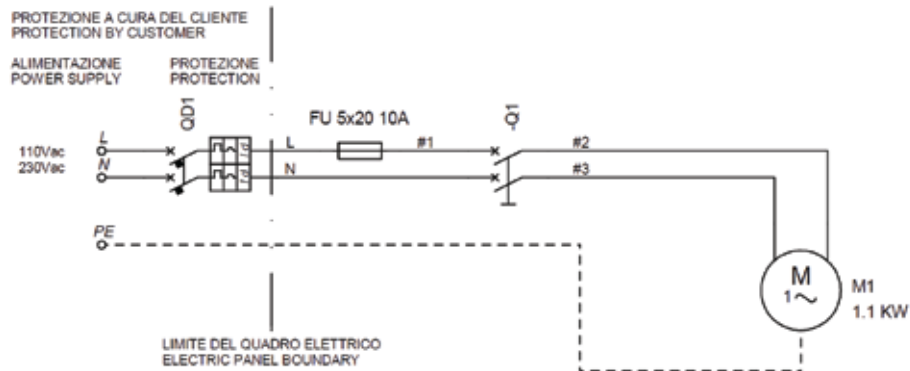 PROTEZIONE A CURA DEL CLIENTE
PROTECTION BY CUSTOMER
ALIMENTAZIONE
POWER SUPPLY
PROTEZIONE
PROTECTION
QD1
FU 5x20 10A
-Q1
L
110Vac
230Vac
N
L
N
#1
#2
#3
PE
M
1~
M1
1.1 KW
LIMITE DEL QUADRO ELETTRICO
ELECTRIC PANEL BOUNDARY